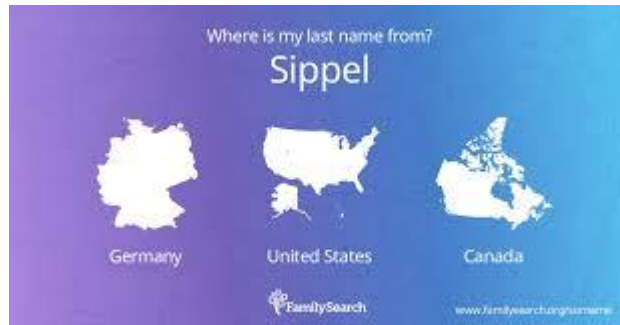 Where is my last name from?
Sippel
Germany
United States
Canada
FamilySearch
www.familysearch.org/surname